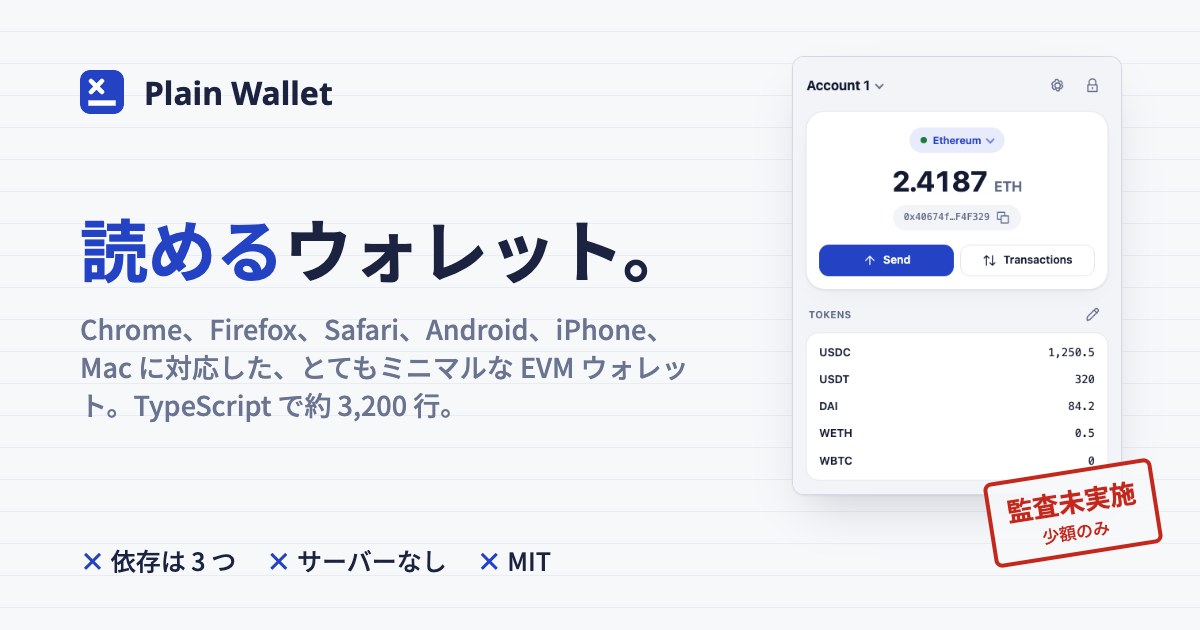 Plain Wallet
読めるウォレット。
Chrome、Firefox、Safari、Android、iPhone、
Mac に対応した、とてもミニマルな EVM ウォレッ
ト。TypeScript で約 3,200 行。
✕ 依存は 3 つ ✕ サーバーなし ✕ MIT
Account 1
Ethereum
2.4187 ETH
0x40674f…F4F329
Send
Transactions
TOKENS
USDC 1,250.5
USDT 320
DAI 84.2
WETH 0.5
WBTC 0
監査未実施
少額のみ